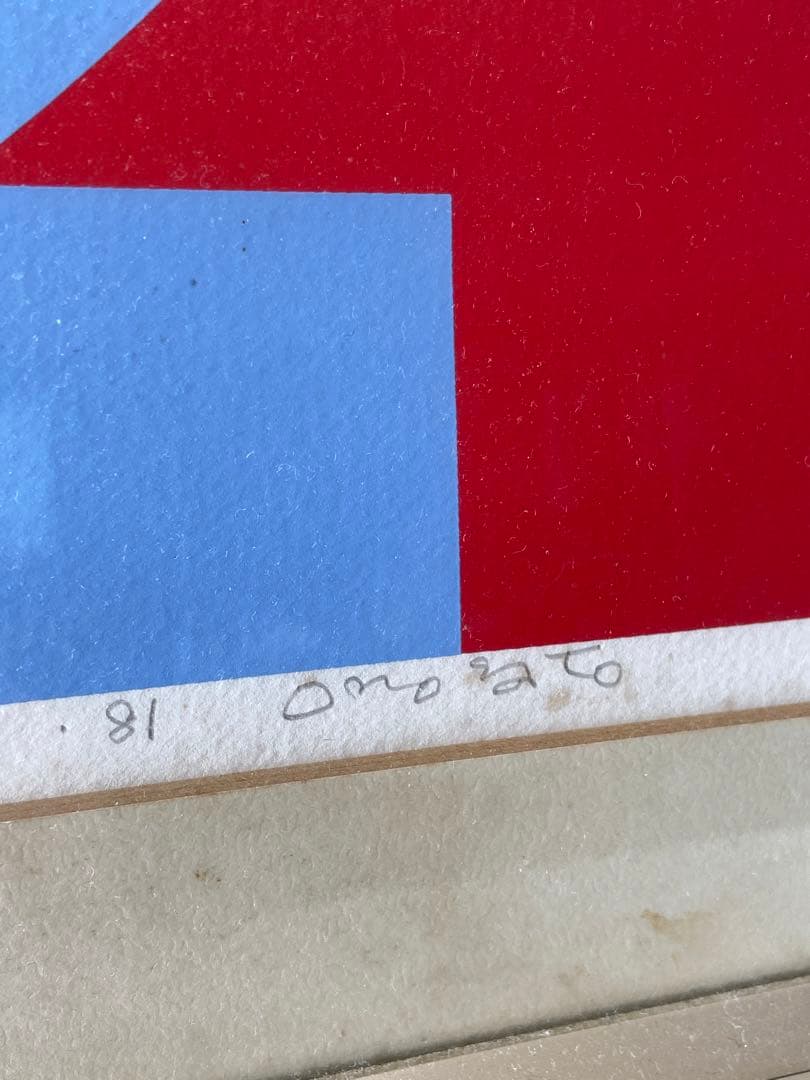 . 81 Onosato